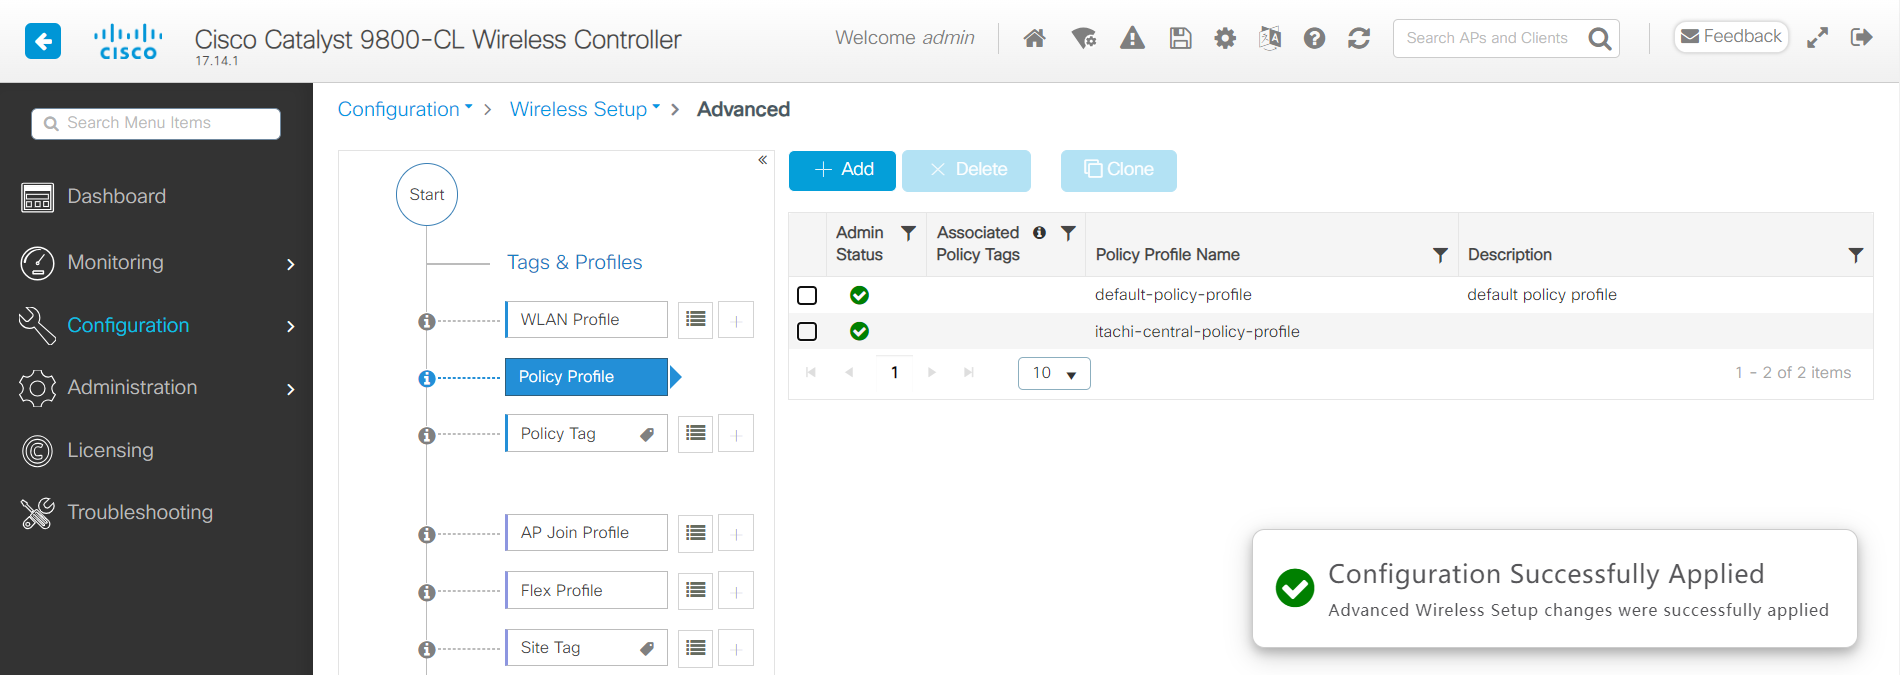 cisco
Cisco Catalyst 9800-CL Wireless Controller
17.14.1
Welcome admin
Search APs and Clients
Feedback
Search Menu Items
Dashboard
Monitoring
Configuration
Administration
Licensing
Troubleshooting
Configuration > Wireless Setup > Advanced
Start
Tags & Profiles
WLAN Profile
Policy Profile
Policy Tag
AP Join Profile
Flex Profile
Site Tag
Add
Delete
Clone
Admin Status
Associated Policy Tags
Policy Profile Name
Description
default-policy-profile default policy profile
itachi-central-policy-profile
1 10 1 - 2 of 2 items
Configuration Successfully Applied
Advanced Wireless Setup changes were successfully applied